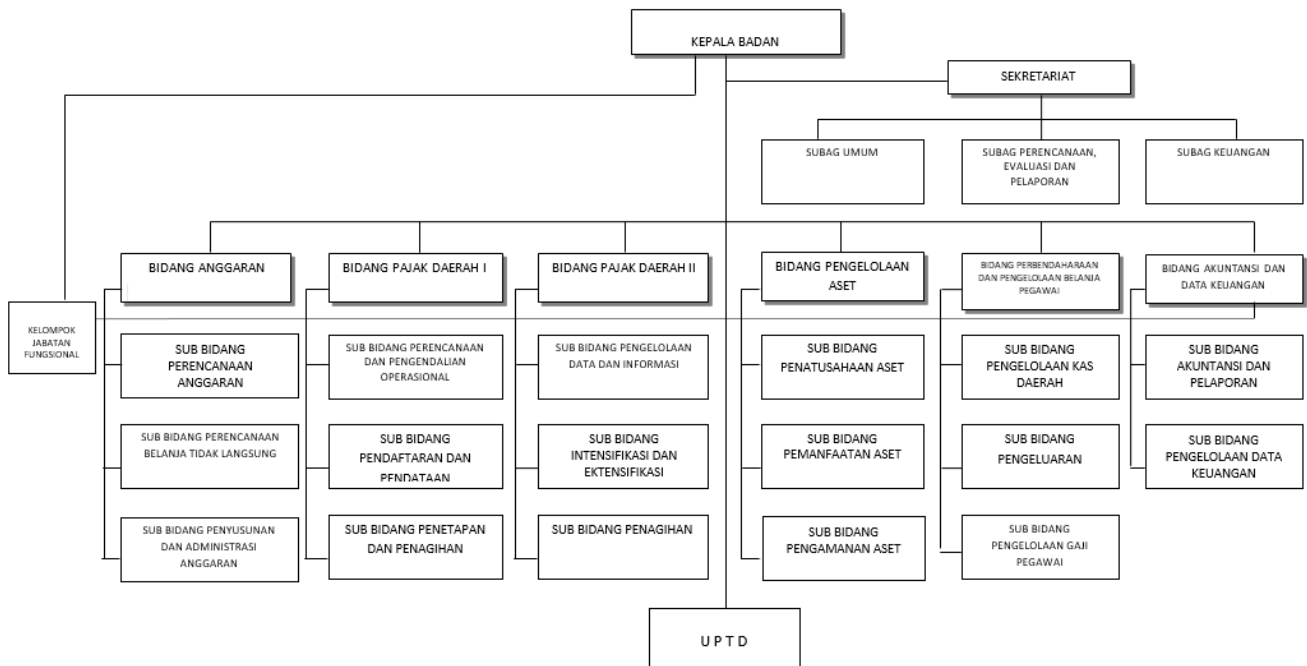 KEPALA BADAN
SEKRETARIAT
SUBAG UMUM
SUBAG PERENCANAAN,
EVALUASI DAN
PELAPORAN
SUBAG KEUANGAN
BIDANG ANGGARAN
BIDANG PAJAK DAERAH I
BIDANG PAJAK DAERAH II
BIDANG PENGELOLAAN
ASET
BIDANG PERBENDAHARAAN
DAN PENGELOLAAN BELANJA
PEGAWAI
BIDANG AKUNTANSI DAN
DATA KEUANGAN
KELOMPOK
JABATAN
FUNGSIONAL
SUB BIDANG
PERENCANAAN
ANGGARAN
SUB BIDANG PERENCANAAN
DAN PENGENDALIAN
OPERASIONAL
SUB BIDANG PENGELOLAAN
DATA DAN INFORMASI
SUB BIDANG
PENATUSAHAAN ASET
SUB BIDANG
PENGELOLAAN KAS
DAERAH
SUB BIDANG
AKUNTANSI DAN
PELAPORAN
SUB BIDANG PERENCANAAN
BELANJA TIDAK LANGSUNG
SUB BIDANG
PENDAFTARAN DAN
PENDATAAN
SUB BIDANG
INTENSIFIKASI DAN
EKTENSIFIKASI
SUB BIDANG
PEMANFAATAN ASET
SUB BIDANG
PENGELUARAN
SUB BIDANG
PENGELOLAAN DATA
KEUANGAN
SUB BIDANG PENYUSUNAN
DAN ADMINISTRASI
ANGGARAN
SUB BIDANG PENETAPAN
DAN PENAGIHAN
SUB BIDANG PENAGIHAN
SUB BIDANG
PENGAMANAN ASET
SUB BIDANG
PENGELOLAAN GAJI
PEGAWAI
U P T D